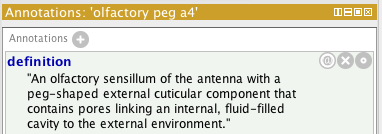 Annotations: 'olfactory peg a4'
Annotations
definition
"An olfactory sensillum of the antenna with a
peg-shaped external cuticular component that
contains pores linking an internal, fluid-filled
cavity to the external environment."